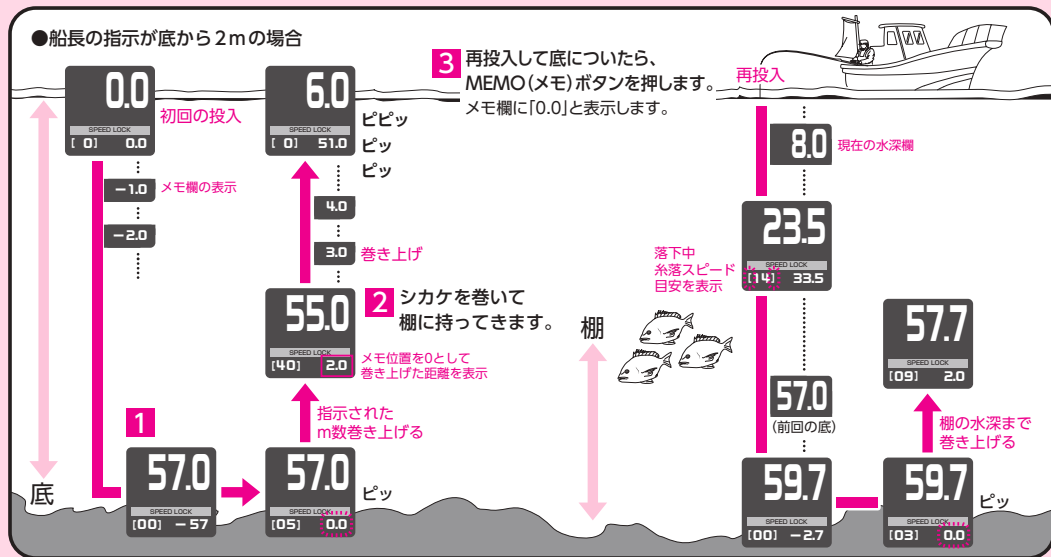 ●船長の指示が底から2mの場合
0.0
SPEED LOCK
[ 0] 0.0
初回の投入
－1.0
メモ欄の表示
－2.0
底
1
57.0
SPEED LOCK
[00] －57
57.0
SPEED LOCK
[05] 0.0
ピッ
指示された
m数巻き上げる
55.0
SPEED LOCK
[40] 2.0
メモ位置を0として
巻き上げた距離を表示
2 シカケを巻いて
棚に持ってきます。
3.0
巻き上げ
4.0
6.0
SPEED LOCK
[ 0] 51.0
ピピッ
ピッ
ピッ
3 再投入して底についたら、
MEMO(メモ)ボタンを押します。
メモ欄に「0.0」と表示します。
再投入
8.0
現在の水深欄
23.5
SPEED LOCK
[14] 33.5
落下中
糸落スピード
目安を表示
棚
57.0
(前回の底)
59.7
SPEED LOCK
[00] －2.7
59.7
SPEED LOCK
[03] 0.0
ピッ
棚の水深まで
巻き上げる
57.7
SPEED LOCK
[09] 2.0